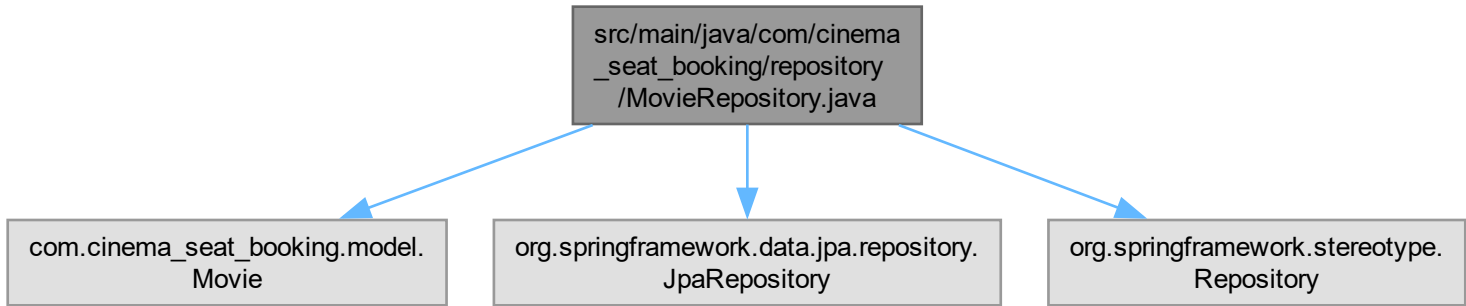 src/main/java/com/cinema
_seat_booking/repository
/MovieRepository.java
com.cinema_seat_booking.model.
Movie
org.springframework.data.jpa.repository.
JpaRepository
org.springframework.stereotype.
Repository